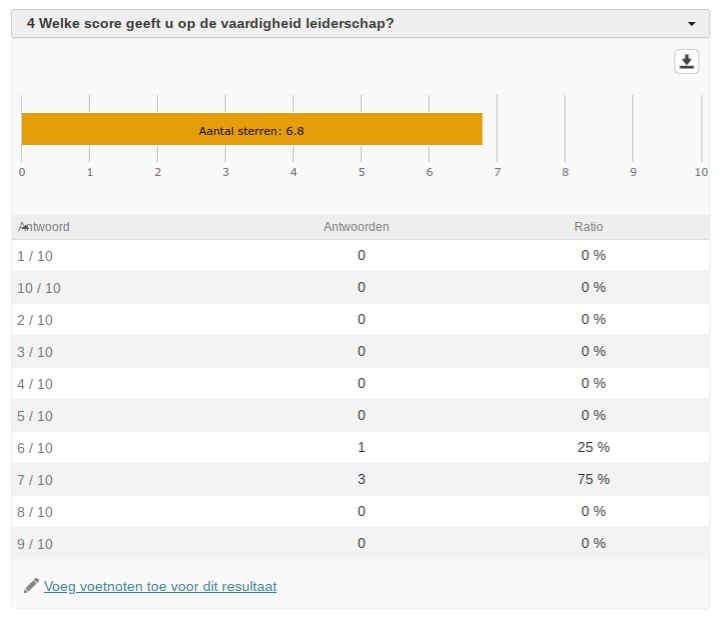 4 Welke score geeft u op de vaardigheid leiderschap?
Aantal sterren: 6.8
0 1 2 3 4 5 6 7 8 9 10
Antwoord Antwoorden Ratio
1 / 10 0 0 %
10 / 10 0 0 %
2 / 10 0 0 %
3 / 10 0 0 %
4 / 10 0 0 %
5 / 10 0 0 %
6 / 10 1 25 %
7 / 10 3 75 %
8 / 10 0 0 %
9 / 10 0 0 %
Voeg voetnoten toe voor dit resultaat